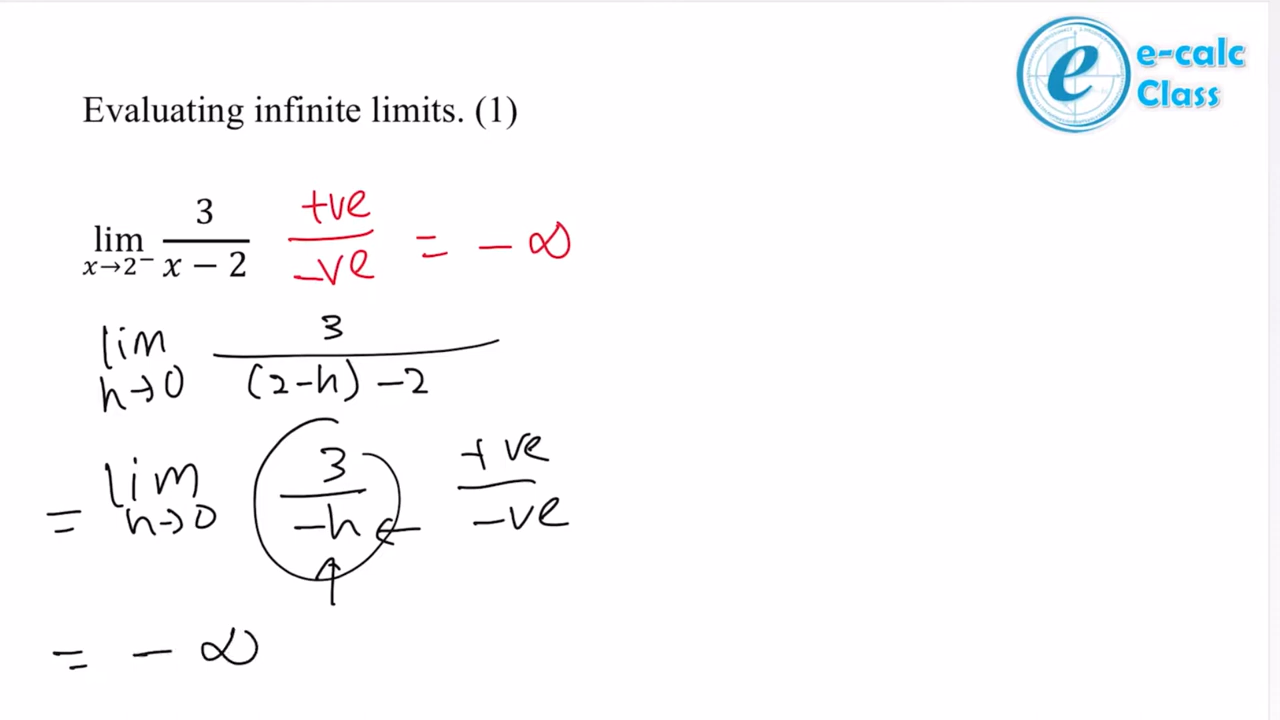 e-calc
Class
Evaluating infinite limits. (1)
lim x→2⁻ 3/(x − 2) +ve/−ve = − ∞
lim h→0 3/((2−h) −2)
= lim h→0 3/−h ← +ve/−ve
↑
= − ∞